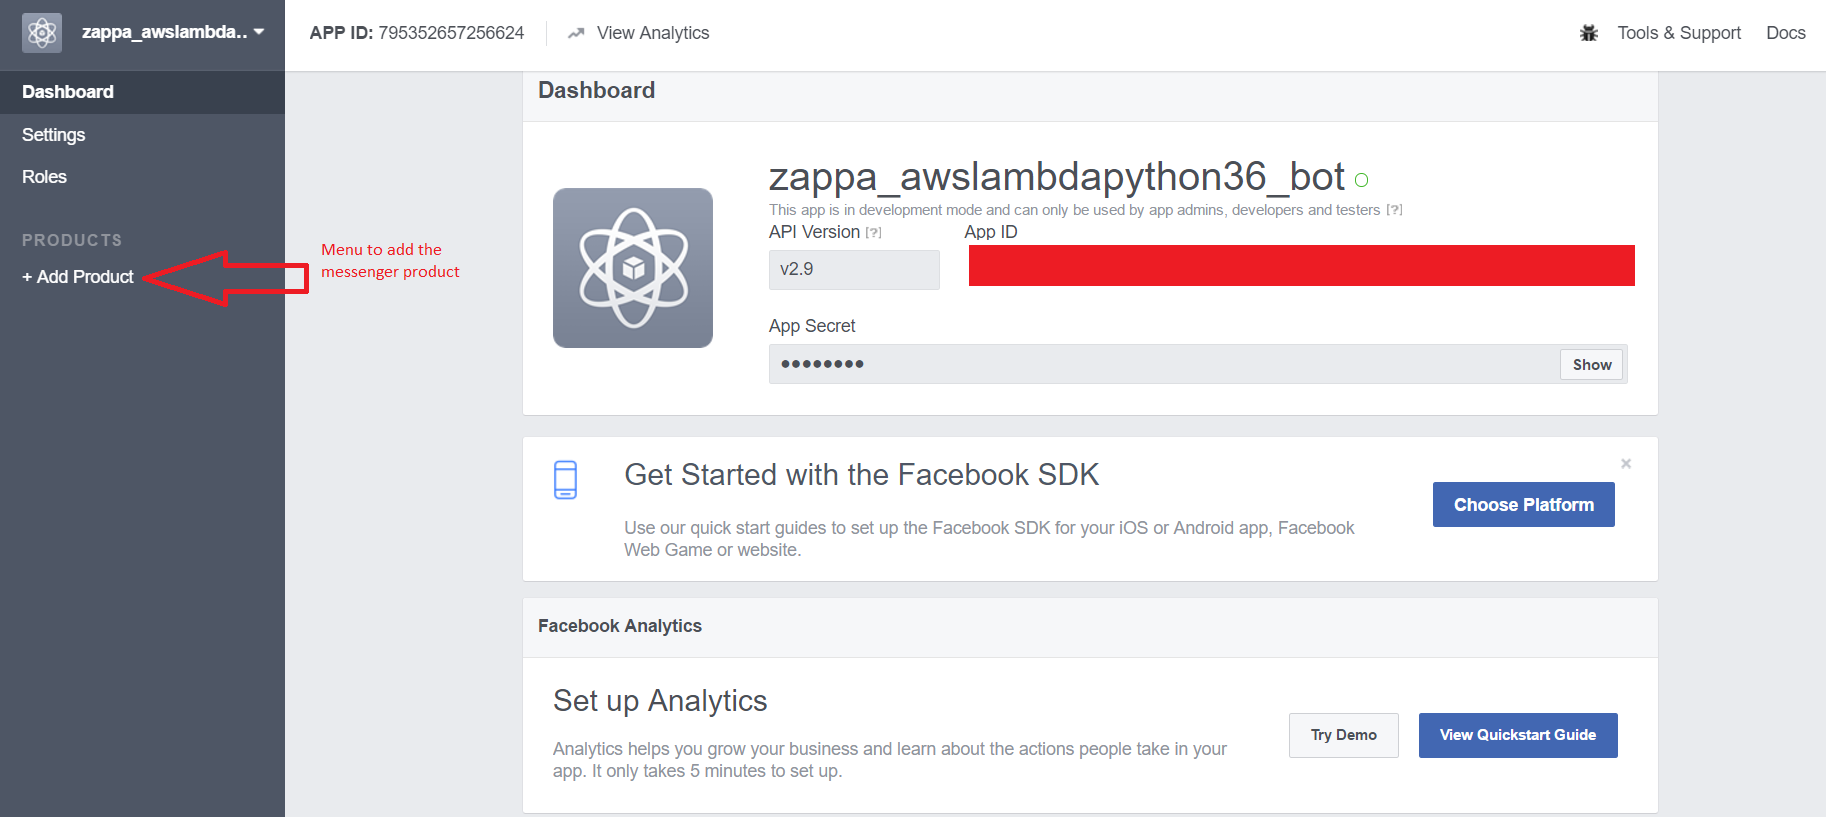 zappa_awslambda..
APP ID: 795352657256624
View Analytics
Tools & Support
Docs
Dashboard
Settings
Roles
PRODUCTS
+ Add Product
Menu to add the
messenger product
Dashboard
zappa_awslambdapython36_bot
This app is in development mode and can only be used by app admins, developers and testers [?]
API Version [?]
App ID
v2.9
App Secret
●●●●●●●●
Show
Get Started with the Facebook SDK
Use our quick start guides to set up the Facebook SDK for your iOS or Android app, Facebook
Web Game or website.
×
Choose Platform
Facebook Analytics
Set up Analytics
Analytics helps you grow your business and learn about the actions people take in your
app. It only takes 5 minutes to set up.
Try Demo
View Quickstart Guide